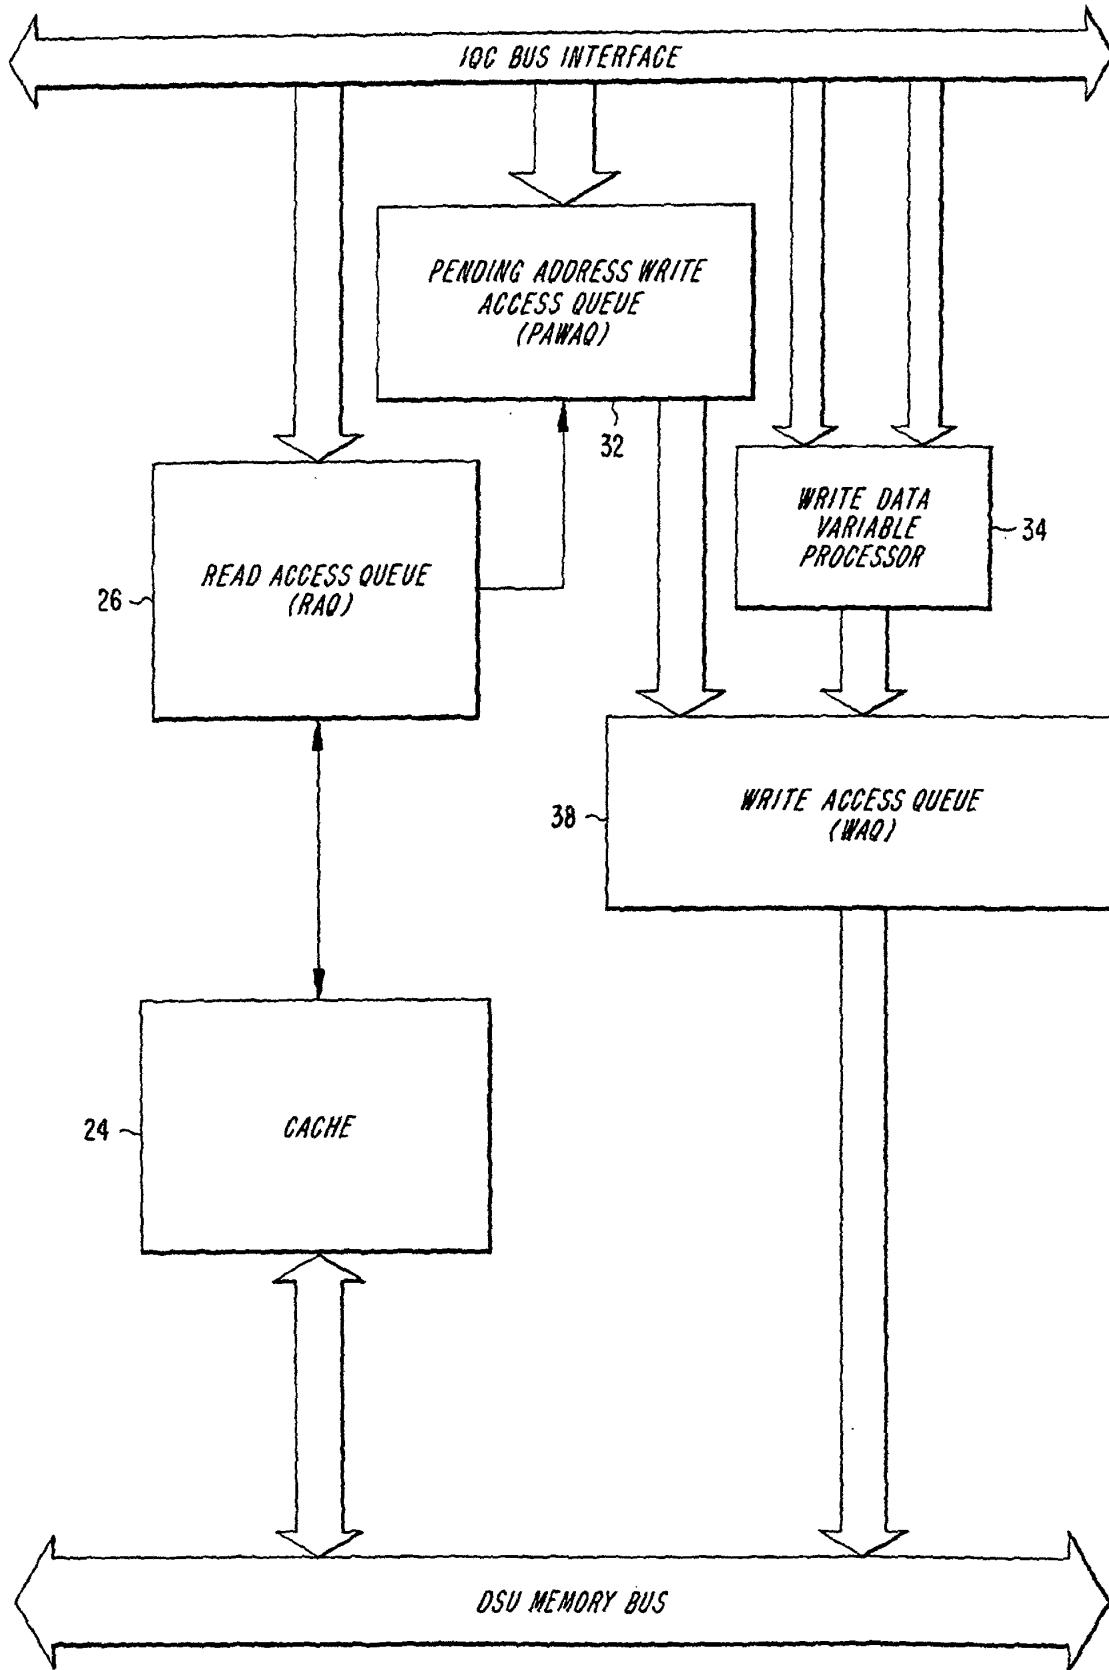 IQC BUS INTERFACE
PENDING ADDRESS WRITE
ACCESS QUEUE
(PAWAQ)
32
WRITE DATA
VARIABLE
PROCESSOR
34
READ ACCESS QUEUE
(RAQ)
26
WRITE ACCESS QUEUE
(WAQ)
38
CACHE
24
DSU MEMORY BUS